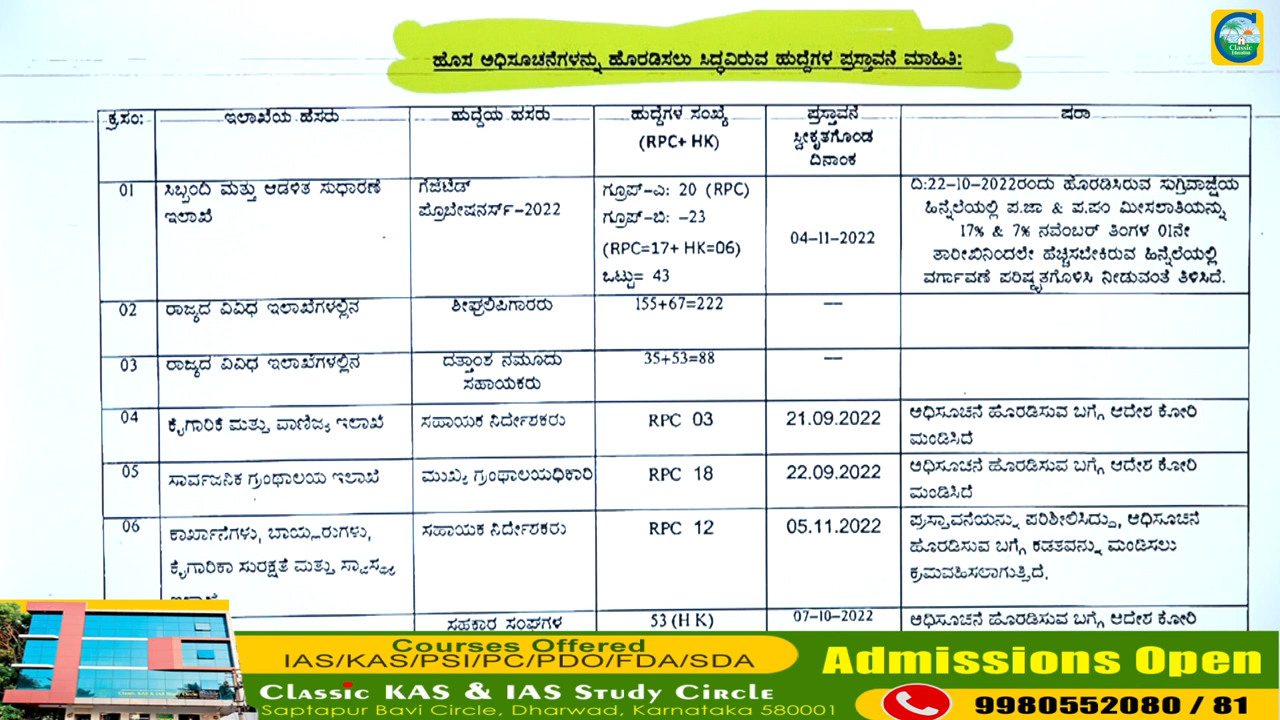 Classic
Education
ಹೊಸ ಅಧಿಸೂಚನೆಗಳನ್ನು ಹೊರಡಿಸಲು ಸಿದ್ಧವಿರುವ ಹುದ್ದೆಗಳ ಪ್ರಸ್ತಾವನೆ ಮಾಹಿತಿ:
ಕ್ರ.ಸಂ: ಇಲಾಖೆಯ ಹೆಸರು ಹುದ್ದೆಯ ಹಸರು ಹುದ್ದೆಗಳ ಸಂಖ್ಯೆ ಪ್ರಸ್ತಾವನೆ ಷರಾ
(RPC+ HK) ಸ್ವೀಕೃತಗೊಂಡ
ದಿನಾಂಕ
01 ಸಿಬ್ಬಂದಿ ಮತ್ತು ಆಡಳಿತ ಸುಧಾರಣೆ ಗೆಜೆಟೆಡ್ ಗ್ರೂಪ್-ಎ: 20 (RPC) ದಿ:22-10-2022ರಂದು ಹೊರಡಿಸಿರುವ ಸುಗ್ರಿವಾಜ್ಞೆಯ
ಇಲಾಖೆ ಪ್ರೊಬೇಷನರ್ಸ್-2022 ಗ್ರೂಪ್-ಬಿ: -23 ಹಿನ್ನೆಲೆಯಲ್ಲಿ ಪ.ಜಾ & ಪ.ಪಂ ಮೀಸಲಾತಿಯನ್ನು
04-11-2022 17% & 7% ನವೆಂಬರ್ ತಿಂಗಳ 01ನೇ
(RPC=17+ HK=06) ತಾರೀಖಿನಿಂದಲೇ ಹೆಚ್ಚಿಸಬೇಕಿರುವ ಹಿನ್ನೆಲೆಯಲ್ಲಿ
ಒಟ್ಟು= 43 ವರ್ಗಾವಣೆ ಪರಿಷ್ಕೃತಗೊಳಿಸಿ ನೀಡುವಂತೆ ತಿಳಿಸಿದೆ.
02 ರಾಜ್ಯದ ವಿವಿಧ ಇಲಾಖೆಗಳಲ್ಲಿನ ಶೀಘ್ರಲಿಪಿಗಾರರು 155+67=222 --
03 ರಾಜ್ಯದ ವಿವಿಧ ಇಲಾಖೆಗಳಲ್ಲಿನ ದತ್ತಾಂಶ ನಮೂದು 35+53=88 --
ಸಹಾಯಕರು
04 ಕೈಗಾರಿಕೆ ಮತ್ತು ವಾಣಿಜ್ಯ ಇಲಾಖೆ ಸಹಾಯಕ ನಿರ್ದೇಶಕರು RPC 03 21.09.2022 ಅಧಿಸೂಚನೆ ಹೊರಡಿಸುವ ಬಗ್ಗೆ ಆದೇಶ ಕೋರಿ
ಮಂಡಿಸಿದೆ
05 ಸಾರ್ವಜನಿಕ ಗ್ರಂಥಾಲಯ ಇಲಾಖೆ ಮುಖ್ಯ ಗ್ರಂಥಾಲಯಧಿಕಾರಿ RPC 18 22.09.2022 ಅಧಿಸೂಚನೆ ಹೊರಡಿಸುವ ಬಗ್ಗೆ ಆದೇಶ ಕೋರಿ
ಮಂಡಿಸಿದೆ
06 ಕಾರ್ಖಾನೆಗಳು, ಬಾಯ್ಲರುಗಳು, ಸಹಾಯಕ ನಿರ್ದೇಶಕರು RPC 12 05.11.2022 ಪ್ರಸ್ತಾವನೆಯನ್ನು ಪರಿಶೀಲಿಸಿದ್ದು, ಅಧಿಸೂಚನೆ
ಕೈಗಾರಿಕಾ ಸುರಕ್ಷತೆ ಮತ್ತು ಸ್ವಾಸ್ಥ್ಯ ಹೊರಡಿಸುವ ಬಗ್ಗೆ ಕಡತವನ್ನು ಮಂಡಿಸಲು
ಕ್ರಮವಹಿಸಲಾಗುತ್ತಿದೆ.
ಸಹಕಾರ ಸಂಘಗಳ 53 (H K) 07-10-2022 ಅಧಿಸೂಚನೆ ಹೊರಡಿಸುವ ಬಗ್ಗೆ ಆದೇಶ ಕೋರಿ
Courses Offered
IAS/KAS/PSI/PC/PDO/FDA/SDA
Admissions Open
Classic KAS & IAS Study Circle
Saptapur Bavi Circle, Dharwad, Karnataka 580001
9980552080 / 81